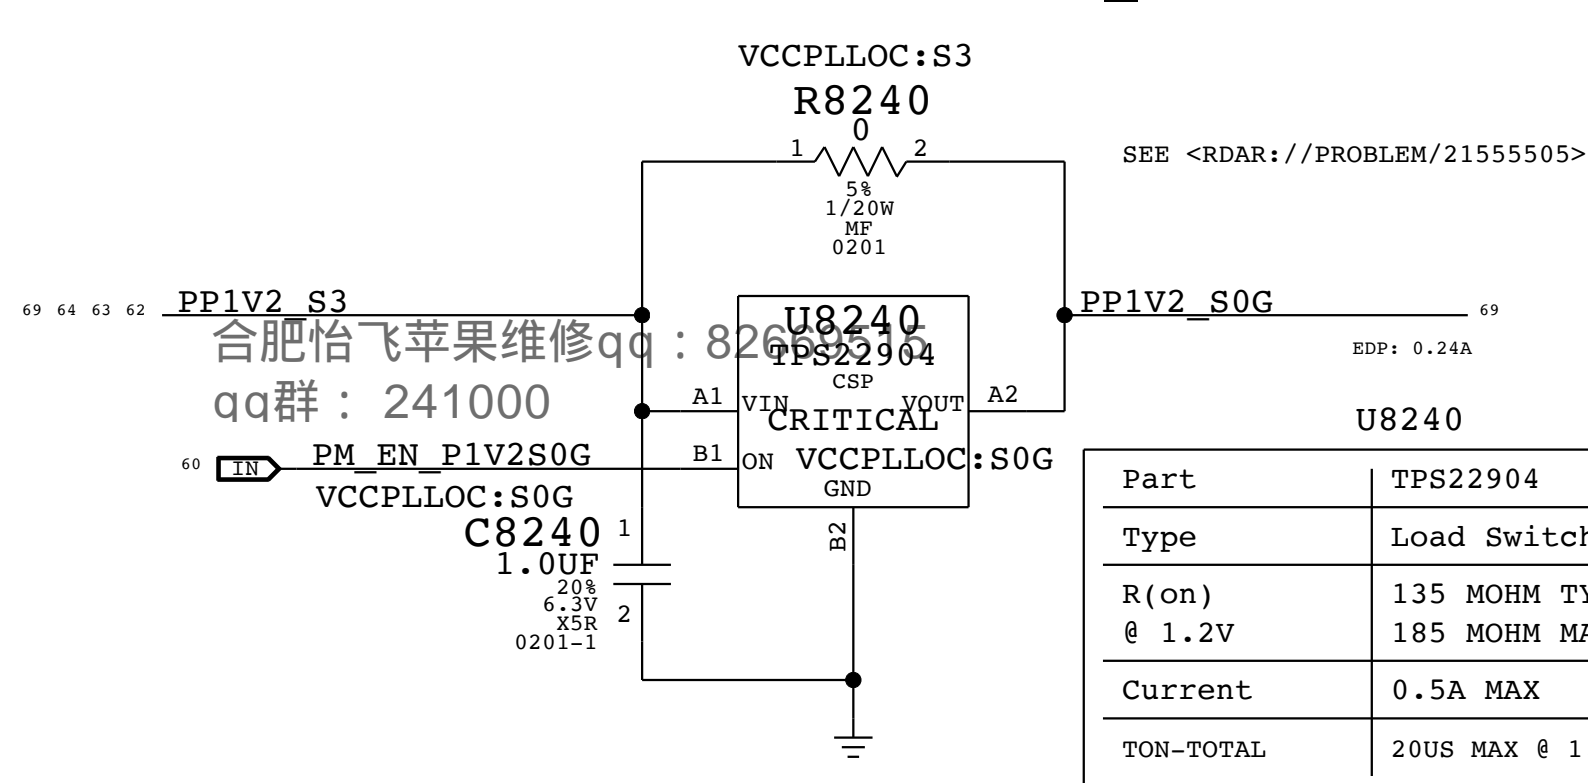 VCCPLLOC:S3
R8240
0
1
2
5%
1/20W
MF
0201
SEE <RDAR://PROBLEM/21555505>
69 64 63 62
PP1V2_S3
PP1V2_S0G
69
EDP: 0.24A
合肥怡飞苹果维修qq：82669515
qq群： 241000
U8240
TPS22904
CSP
A1
VIN
VOUT
A2
CRITICAL
60
IN
PM_EN_P1V2S0G
B1
ON
VCCPLLOC:S0G
GND
B2
VCCPLLOC:S0G
C8240
1
1.0UF
20%
6.3V
X5R
0201-1
2
U8240
Part TPS22904
Type Load Switch
R(on) 135 MOHM TY
@ 1.2V 185 MOHM MA
Current 0.5A MAX
TON-TOTAL 20US MAX @ 1